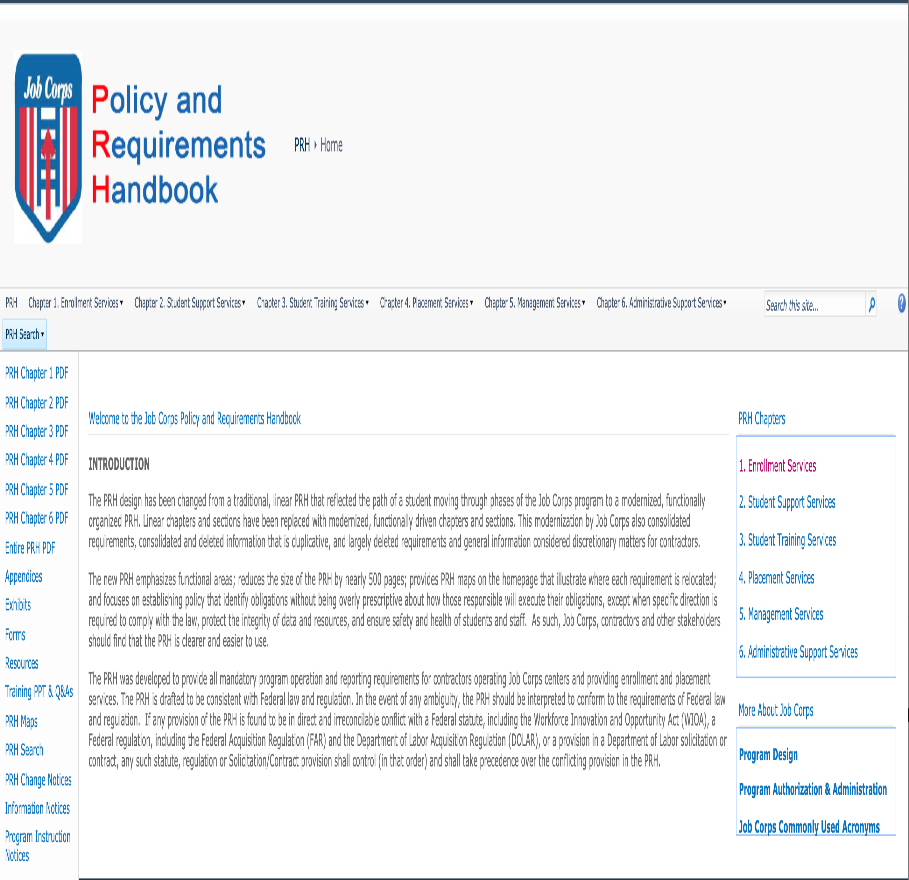 Job Corps
Policy and
Requirements
Handbook
PRH ▸ Home
PRH Chapter 1. Enrollment Services ▾ Chapter 2. Student Support Services ▾ Chapter 3. Student Training Services ▾ Chapter 4. Placement Services ▾ Chapter 5. Management Services ▾ Chapter 6. Administrative Support Services ▾
Search this site...
PRH Search ▾
PRH Chapter 1 PDF
PRH Chapter 2 PDF
PRH Chapter 3 PDF
PRH Chapter 4 PDF
PRH Chapter 5 PDF
PRH Chapter 6 PDF
Entire PRH PDF
Appendices
Exhibits
Forms
Resources
Training PPT & Q&As
PRH Maps
PRH Search
PRH Change Notices
Information Notices
Program Instruction
Notices
Welcome to the Job Corps Policy and Requirements Handbook
INTRODUCTION
The PRH design has been changed from a traditional, linear PRH that reflected the path of a student moving through phases of the Job Corps program to a modernized, functionally
organized PRH. Linear chapters and sections have been replaced with modernized, functionally driven chapters and sections. This modernization by Job Corps also consolidated
requirements, consolidated and deleted information that is duplicative, and largely deleted requirements and general information considered discretionary matters for contractors.
The new PRH emphasizes functional areas; reduces the size of the PRH by nearly 500 pages; provides PRH maps on the homepage that illustrate where each requirement is relocated;
and focuses on establishing policy that identify obligations without being overly prescriptive about how those responsible will execute their obligations, except when specific direction is
required to comply with the law, protect the integrity of data and resources, and ensure safety and health of students and staff. As such, Job Corps, contractors and other stakeholders
should find that the PRH is clearer and easier to use.
The PRH was developed to provide all mandatory program operation and reporting requirements for contractors operating Job Corps centers and providing enrollment and placement
services. The PRH is drafted to be consistent with Federal law and regulation. In the event of any ambiguity, the PRH should be interpreted to conform to the requirements of Federal law
and regulation. If any provision of the PRH is found to be in direct and irreconcilable conflict with a Federal statute, including the Workforce Innovation and Opportunity Act (WIOA), a
Federal regulation, including the Federal Acquisition Regulation (FAR) and the Department of Labor Acquisition Regulation (DOLAR), or a provision in a Department of Labor solicitation or
contract, any such statute, regulation or Solicitation/Contract provision shall control (in that order) and shall take precedence over the conflicting provision in the PRH.
PRH Chapters
1. Enrollment Services
2. Student Support Services
3. Student Training Services
4. Placement Services
5. Management Services
6. Administrative Support Services
More About Job Corps
Program Design
Program Authorization & Administration
Job Corps Commonly Used Acronyms